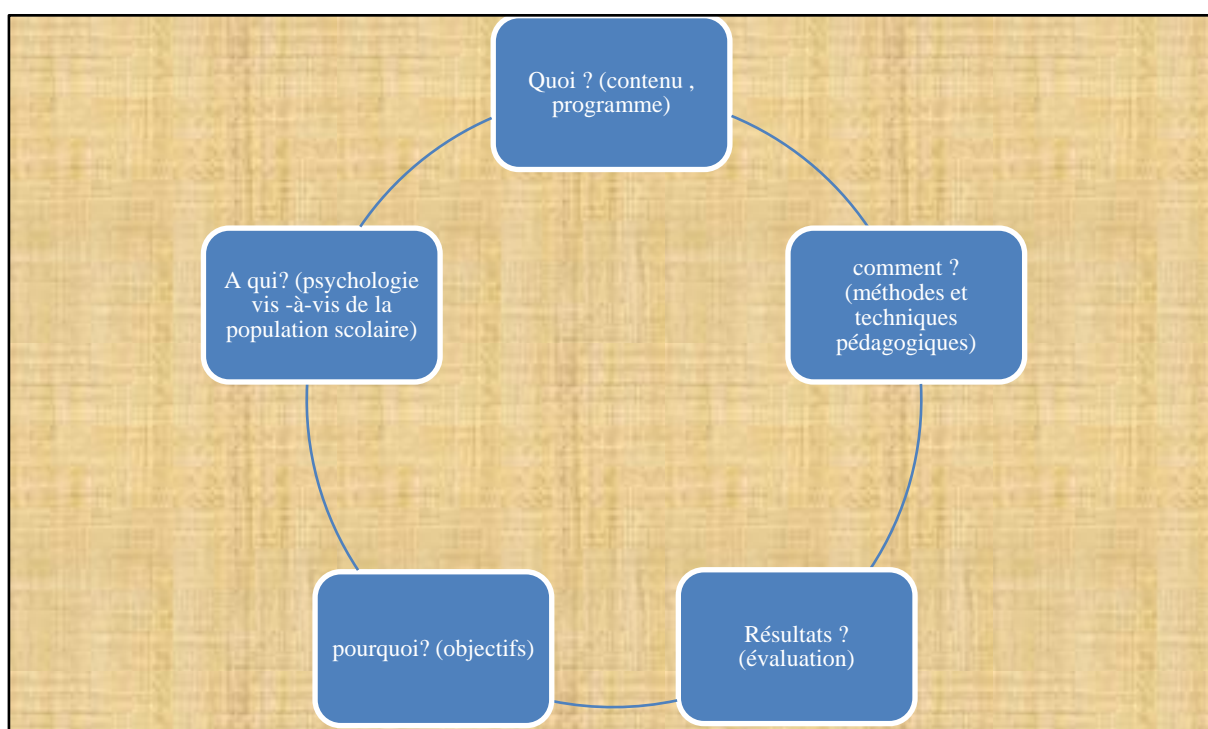 Quoi ? (contenu ,
programme)
comment ?
(méthodes et
techniques
pédagogiques)
Résultats ?
(évaluation)
pourquoi? (objectifs)
A qui? (psychologie
vis -à-vis de la
population scolaire)